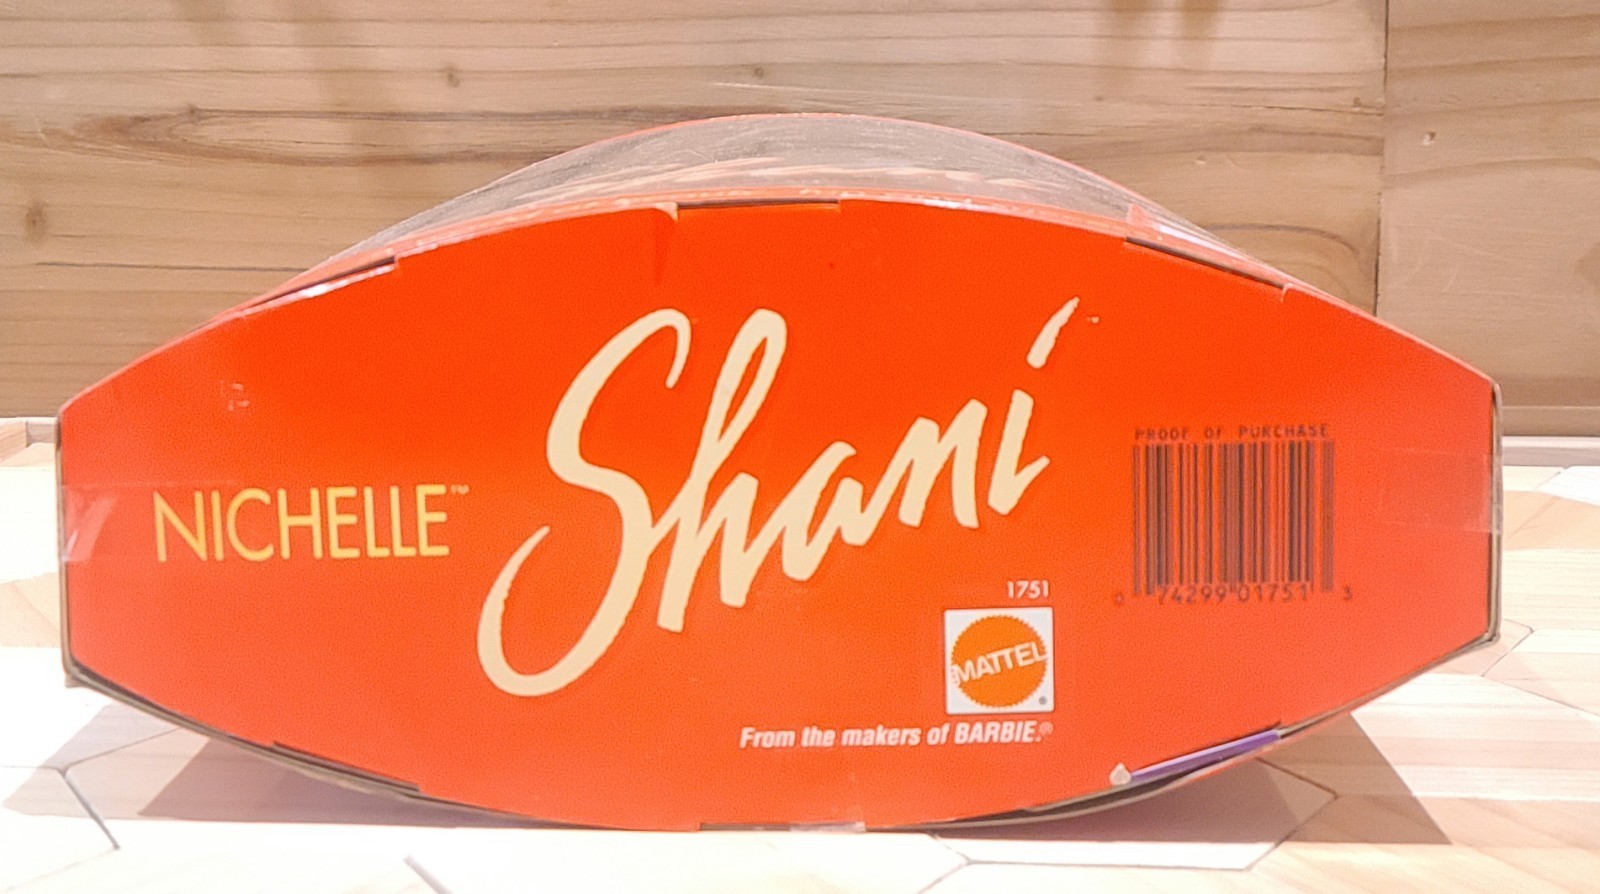 NICHELLE™
Shani
PROOF OF PURCHASE
0 74299 01751 3
1751
MATTEL
®
From the makers of BARBIE.®